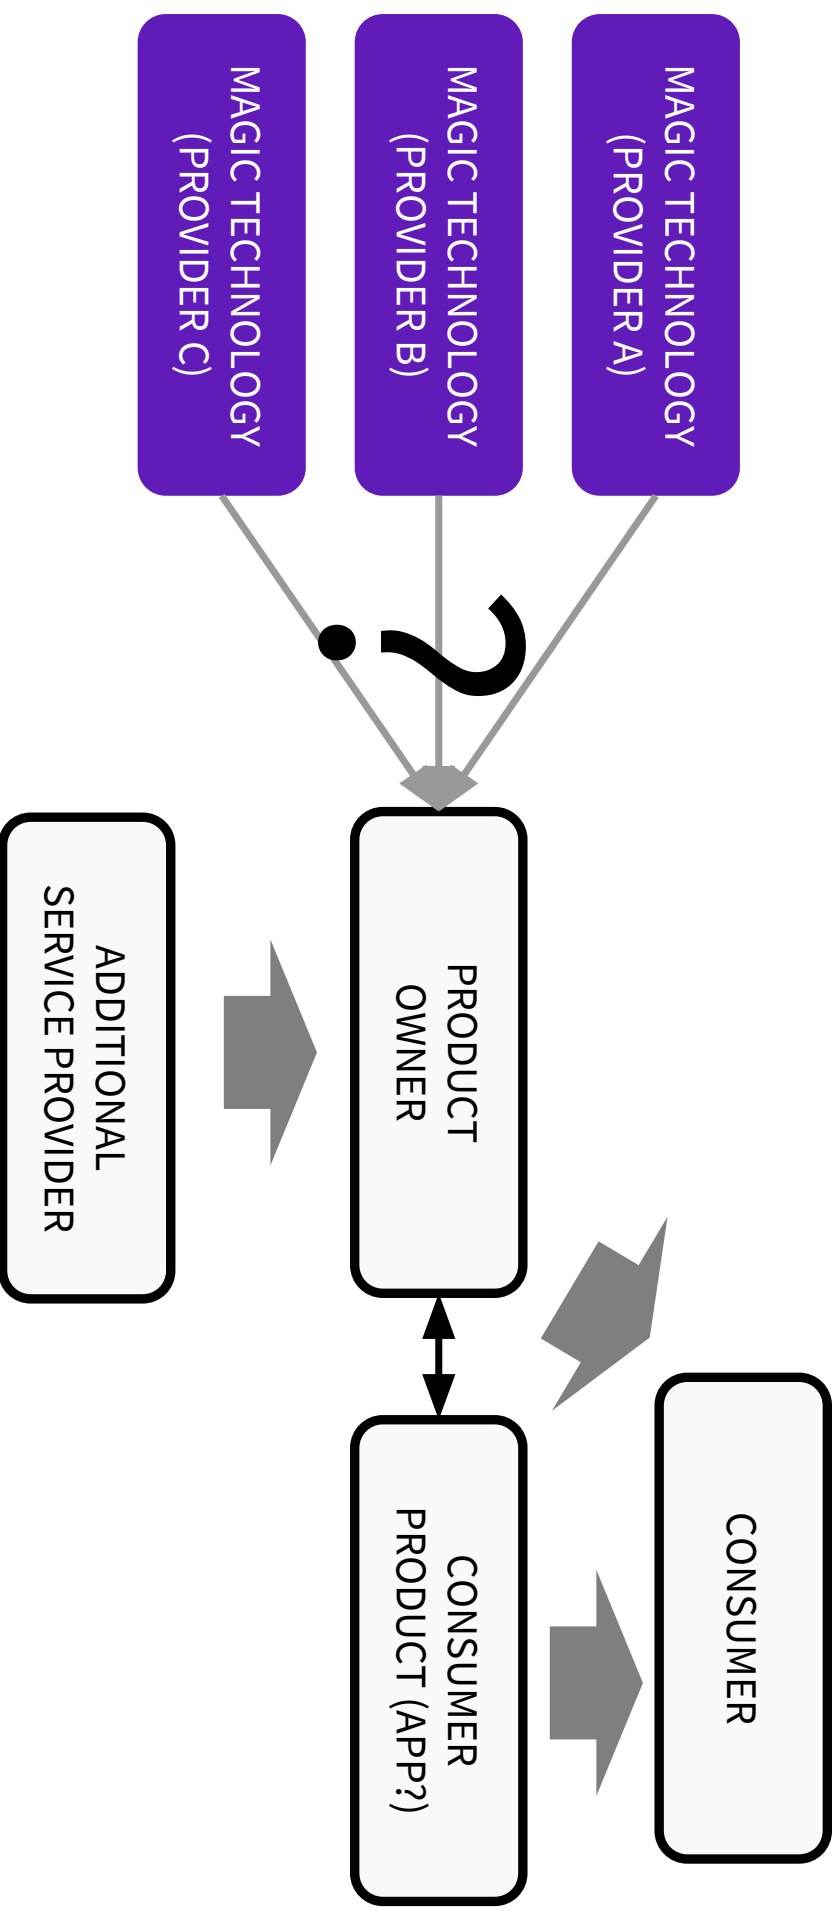 MAGIC TECHNOLOGY
(PROVIDER A)
MAGIC TECHNOLOGY
(PROVIDER B)
MAGIC TECHNOLOGY
(PROVIDER C)
?
PRODUCT
OWNER
ADDITIONAL
SERVICE PROVIDER
CONSUMER
CONSUMER
PRODUCT (APP?)